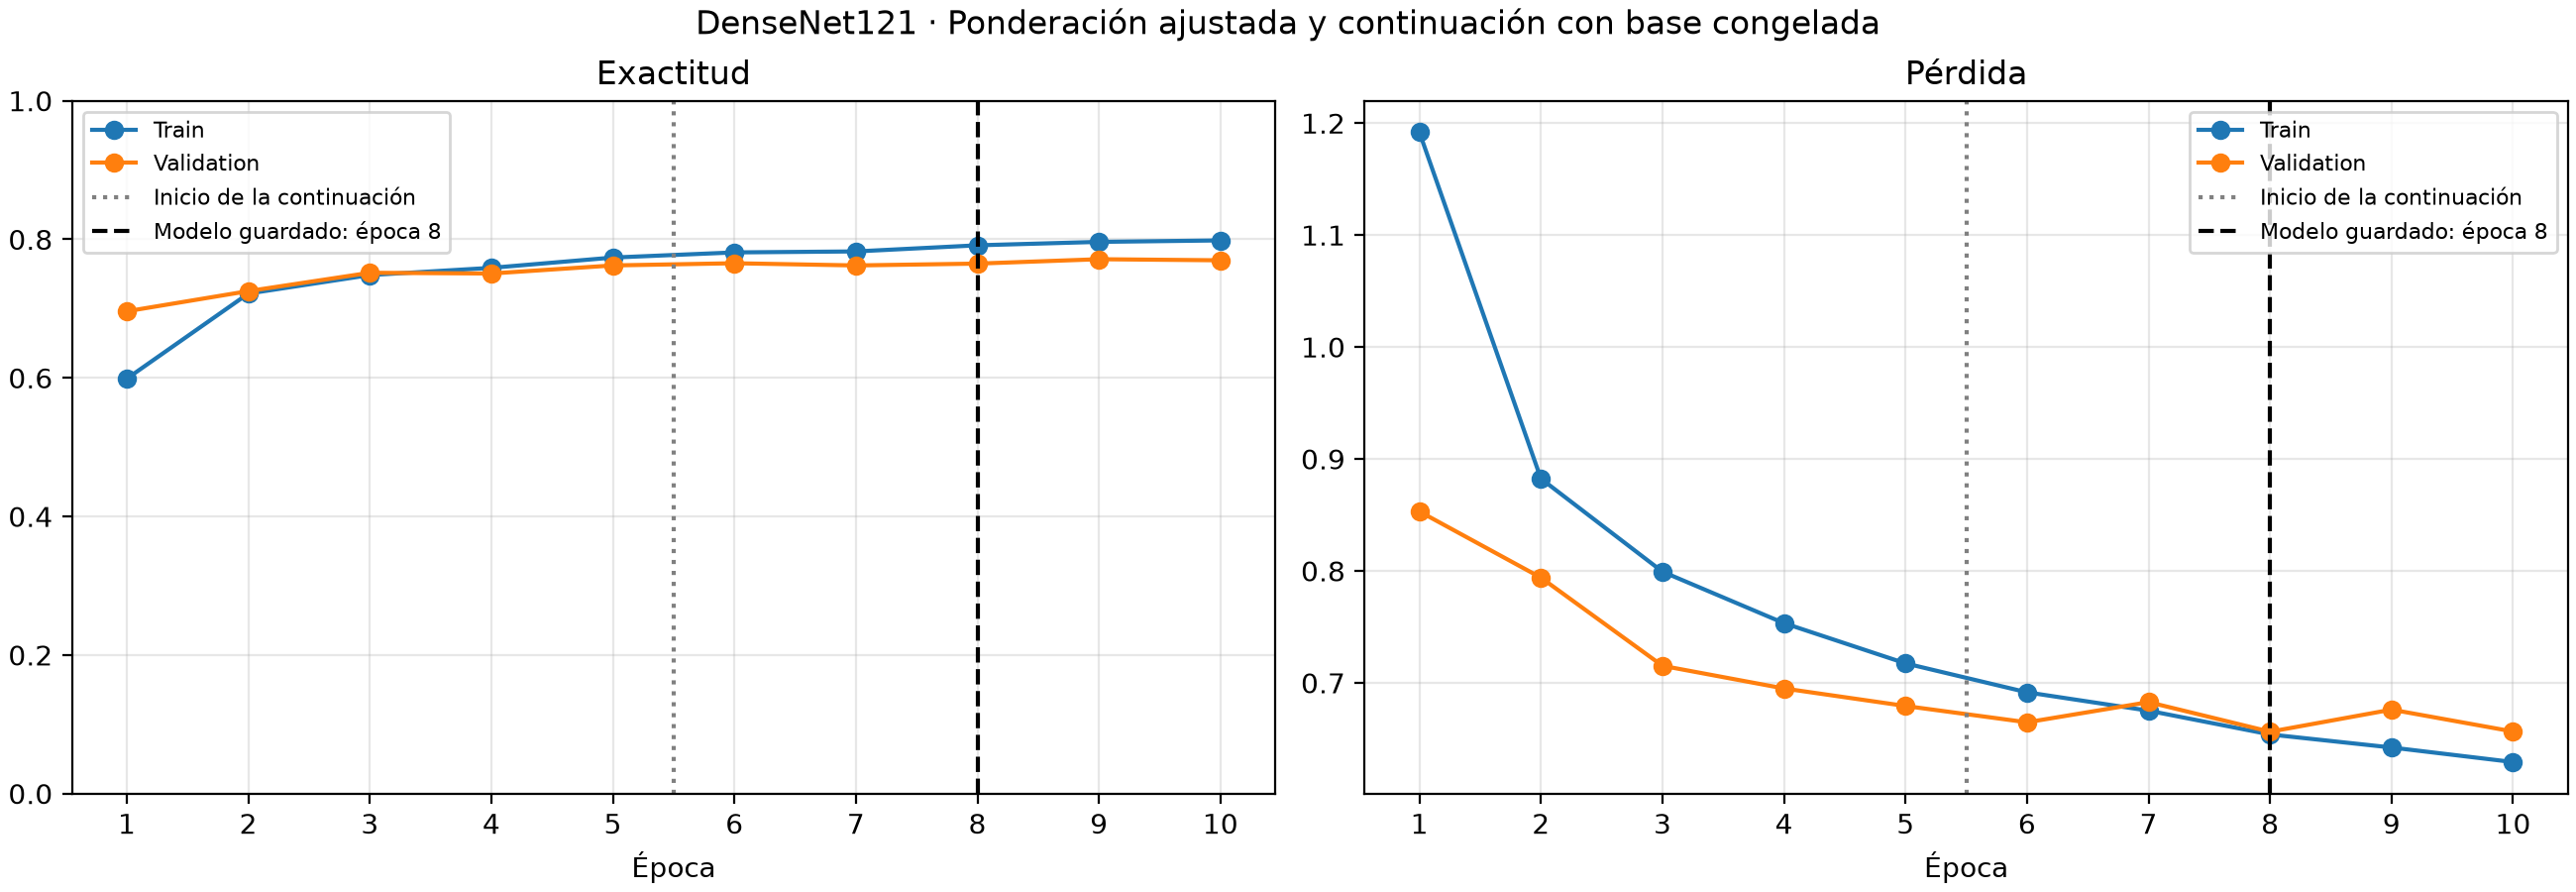 DenseNet121 · Ponderación ajustada y continuación con base congelada
Exactitud
1.0
0.8
0.6
0.4
0.2
0.0
Train
Validation
Inicio de la continuación
Modelo guardado: época 8
1 2 3 4 5 6 7 8 9 10
Época
Pérdida
1.2
1.1
1.0
0.9
0.8
0.7
Train
Validation
Inicio de la continuación
Modelo guardado: época 8
1 2 3 4 5 6 7 8 9 10
Época